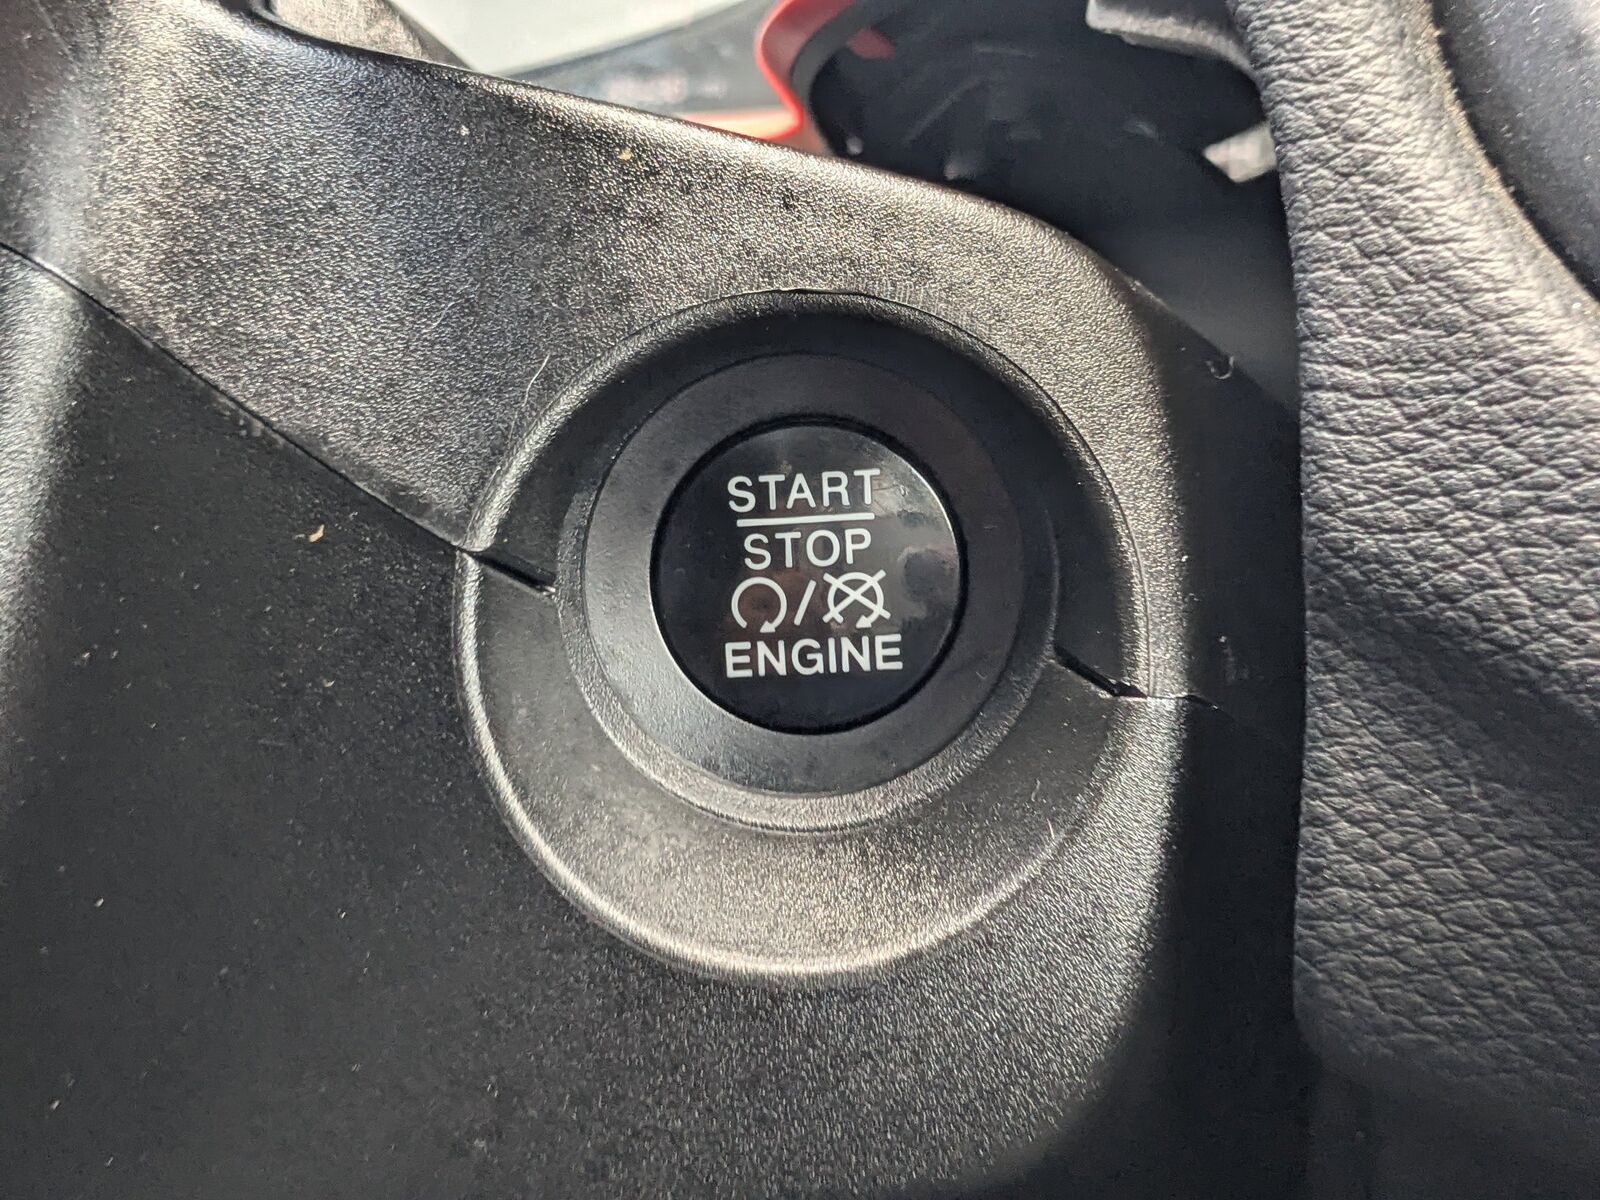 START
STOP
/
ENGINE